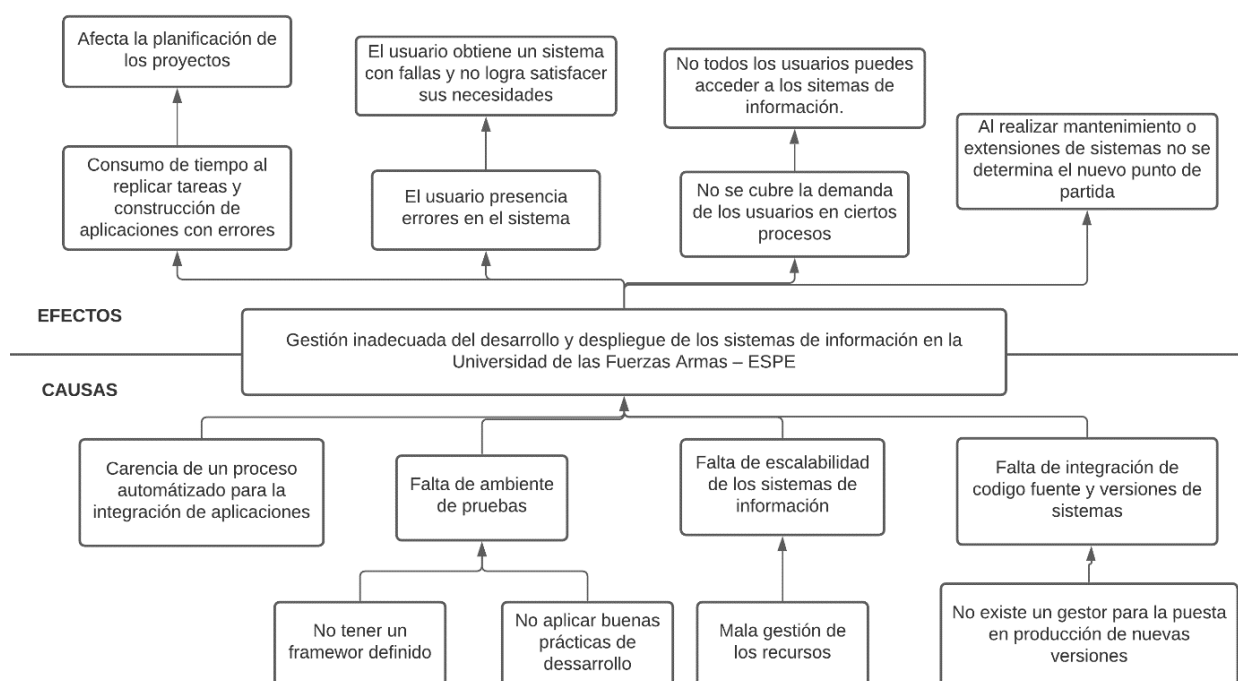 Afecta la planificación de
los proyectos
El usuario obtiene un sistema
con fallas y no logra satisfacer
sus necesidades
No todos los usuarios puedes
acceder a los sitemas de
información.
Al realizar mantenimiento o
extensiones de sistemas no se
determina el nuevo punto de
partida
Consumo de tiempo al
replicar tareas y
construcción de
aplicaciones con errores
El usuario presencia
errores en el sistema
No se cubre la demanda
de los usuarios en ciertos
procesos
EFECTOS
Gestión inadecuada del desarrollo y despliegue de los sistemas de información en la
Universidad de las Fuerzas Armas – ESPE
CAUSAS
Carencia de un proceso
automátizado para la
integración de aplicaciones
Falta de ambiente
de pruebas
Falta de escalabilidad
de los sistemas de
información
Falta de integración de
codigo fuente y versiones de
sistemas
No tener un
framewor definido
No aplicar buenas
prácticas de
dessarrollo
Mala gestión de
los recursos
No existe un gestor para la puesta
en producción de nuevas
versiones